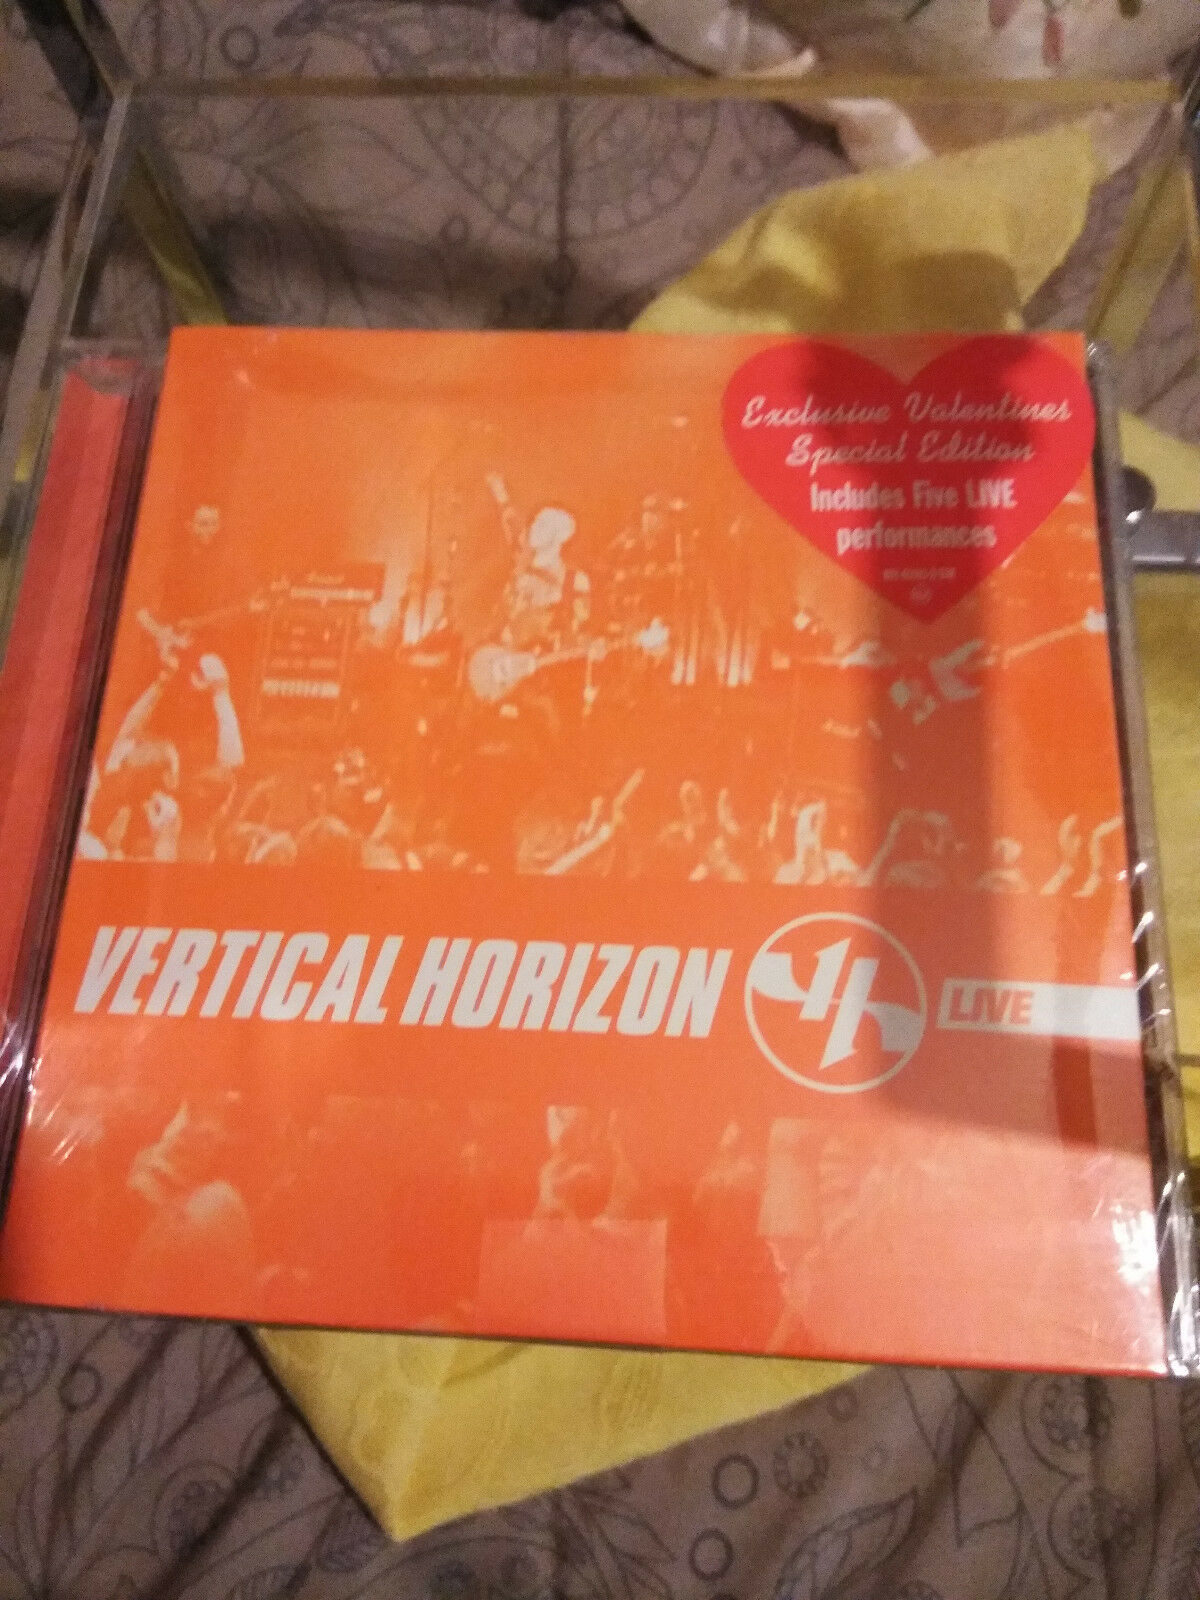 Exclusive Valentines
Special Edition
Includes Five LIVE
performances
VERTICAL HORIZON
LIVE